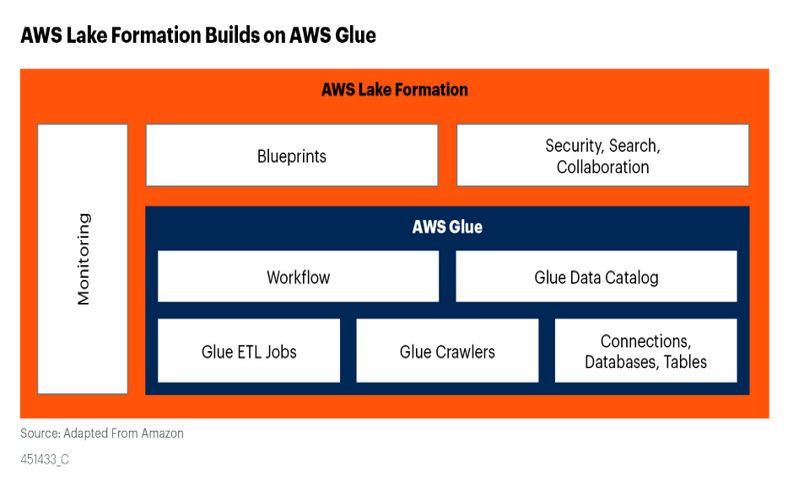 AWS Lake Formation Builds on AWS Glue
AWS Lake Formation
Monitoring
Blueprints
Security, Search,
Collaboration
AWS Glue
Workflow
Glue Data Catalog
Glue ETL Jobs
Glue Crawlers
Connections,
Databases, Tables
Source: Adapted From Amazon
451433_C